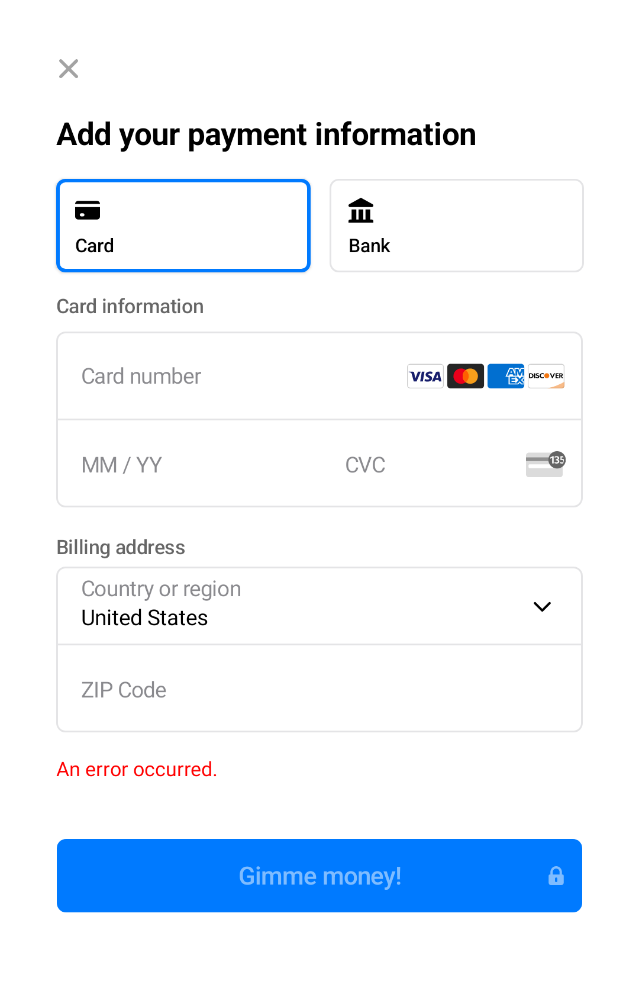 Add your payment information
Card
Bank
Card information
Card number
VISA
AM
EX
DISCOVER
MM / YY
CVC
135
Billing address
Country or region
United States
ZIP Code
An error occurred.
Gimme money!